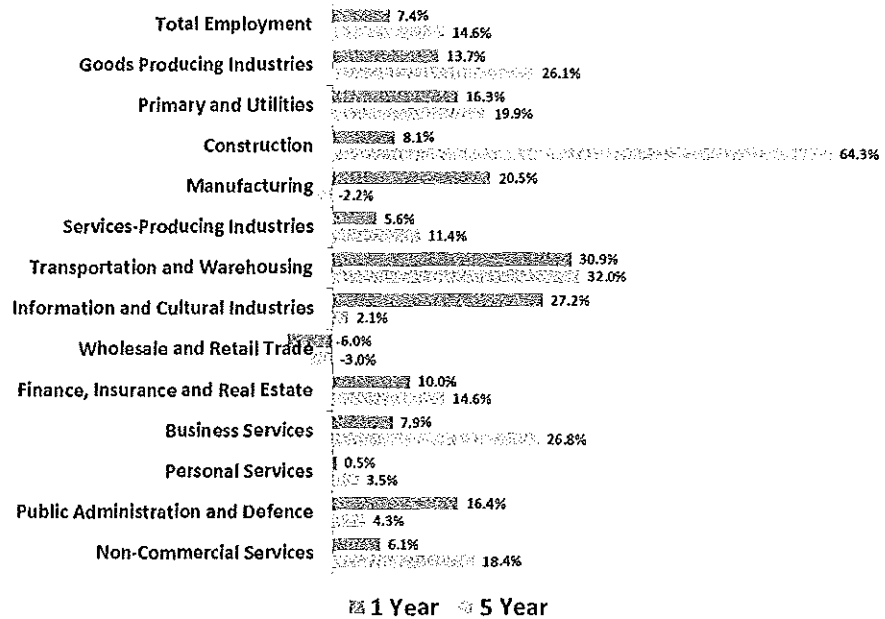 Total Employment
7.4%
14.6%
Goods Producing Industries
13.7%
26.1%
Primary and Utilities
16.3%
19.9%
Construction
8.1%
64.3%
Manufacturing
20.5%
-2.2%
Services-Producing Industries
5.6%
11.4%
Transportation and Warehousing
30.9%
32.0%
Information and Cultural Industries
27.2%
2.1%
Wholesale and Retail Trade
-6.0%
-3.0%
Finance, Insurance and Real Estate
10.0%
14.6%
Business Services
7.9%
26.8%
Personal Services
0.5%
3.5%
Public Administration and Defence
16.4%
4.3%
Non-Commercial Services
6.1%
18.4%
1 Year 5 Year